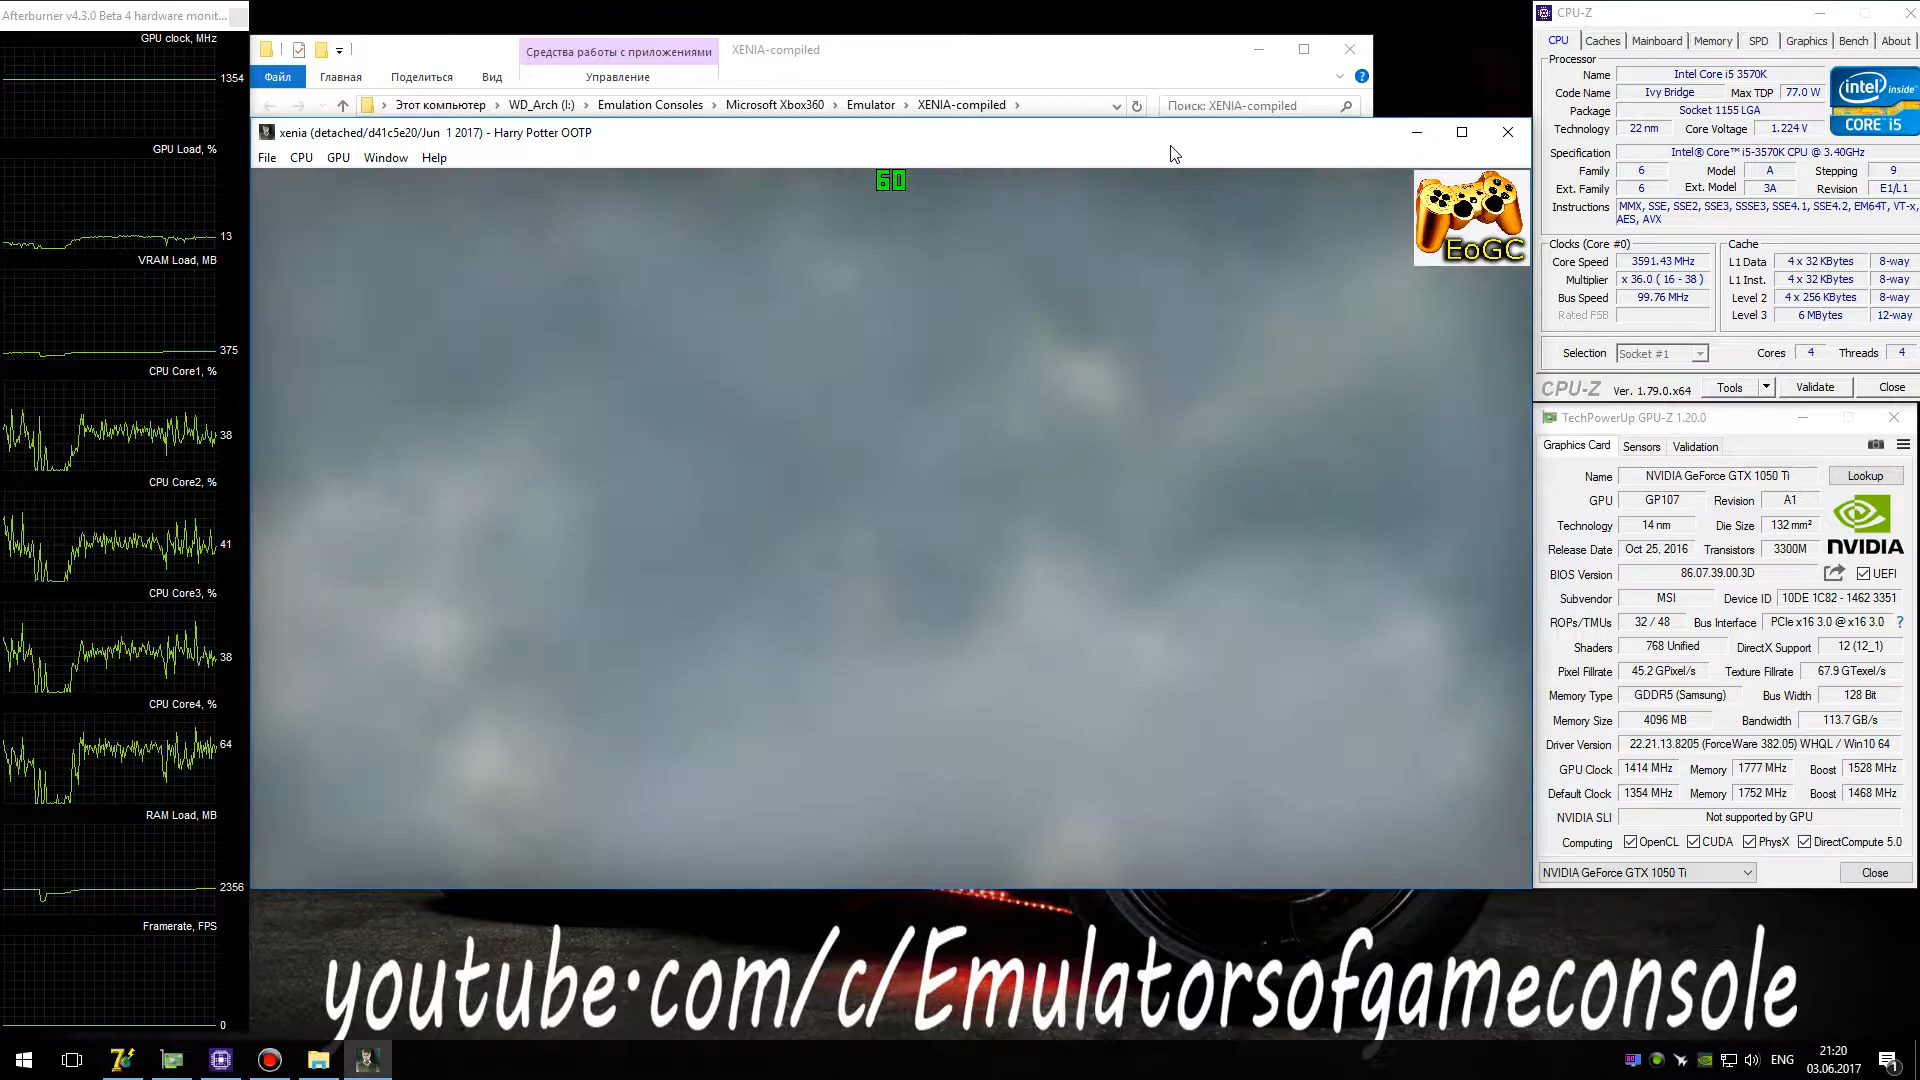 Afterburner v4.3.0 Beta 4 hardware monit...
GPU clock, MHz
1354
GPU Load, %
13
VRAM Load, MB
375
CPU Core1, %
38
CPU Core2, %
41
CPU Core3, %
38
CPU Core4, %
64
RAM Load, MB
2356
Framerate, FPS
0
Средства работы с приложениями
XENIA-compiled
Файл Главная Поделиться Вид Управление
Этот компьютер > WD_Arch (I:) > Emulation Consoles > Microsoft Xbox360 > Emulator > XENIA-compiled >
Поиск: XENIA-compiled
xenia (detached/d41c5e20/Jun 1 2017) - Harry Potter OOTP
File CPU GPU Window Help
60
EoGC
CPU-Z
CPU Caches Mainboard Memory SPD Graphics Bench About
Processor
Name Intel Core i5 3570K
Code Name Ivy Bridge Max TDP 77.0 W
Package Socket 1155 LGA
Technology 22 nm Core Voltage 1.224 V
intel inside
CORE i5
Specification Intel® Core™ i5-3570K CPU @ 3.40GHz
Family 6 Model A Stepping 9
Ext. Family 6 Ext. Model 3A Revision E1/L1
Instructions MMX, SSE, SSE2, SSE3, SSSE3, SSE4.1, SSE4.2, EM64T, VT-x,
AES, AVX
Clocks (Core #0)
Core Speed 3591.43 MHz
Multiplier x 36.0 ( 16 - 38 )
Bus Speed 99.76 MHz
Rated FSB
Cache
L1 Data 4 x 32 KBytes 8-way
L1 Inst. 4 x 32 KBytes 8-way
Level 2 4 x 256 KBytes 8-way
Level 3 6 MBytes 12-way
Selection Socket #1 Cores 4 Threads 4
CPU-Z Ver. 1.79.0.x64 Tools Validate Close
TechPowerUp GPU-Z 1.20.0
Graphics Card Sensors Validation
Name NVIDIA GeForce GTX 1050 Ti Lookup
GPU GP107 Revision A1
Technology 14 nm Die Size 132 mm²
Release Date Oct 25, 2016 Transistors 3300M
NVIDIA
BIOS Version 86.07.39.00.3D UEFI
Subvendor MSI Device ID 10DE 1C82 - 1462 3351
ROPs/TMUs 32 / 48 Bus Interface PCIe x16 3.0 @ x16 3.0 ?
Shaders 768 Unified DirectX Support 12 (12_1)
Pixel Fillrate 45.2 GPixel/s Texture Fillrate 67.9 GTexel/s
Memory Type GDDR5 (Samsung) Bus Width 128 Bit
Memory Size 4096 MB Bandwidth 113.7 GB/s
Driver Version 22.21.13.8205 (ForceWare 382.05) WHQL / Win10 64
GPU Clock 1414 MHz Memory 1777 MHz Boost 1528 MHz
Default Clock 1354 MHz Memory 1752 MHz Boost 1468 MHz
NVIDIA SLI Not supported by GPU
Computing OpenCL CUDA PhysX DirectCompute 5.0
NVIDIA GeForce GTX 1050 Ti Close
youtube.com/c/Emulatorsofgameconsole
ENG
21:20
03.06.2017
1